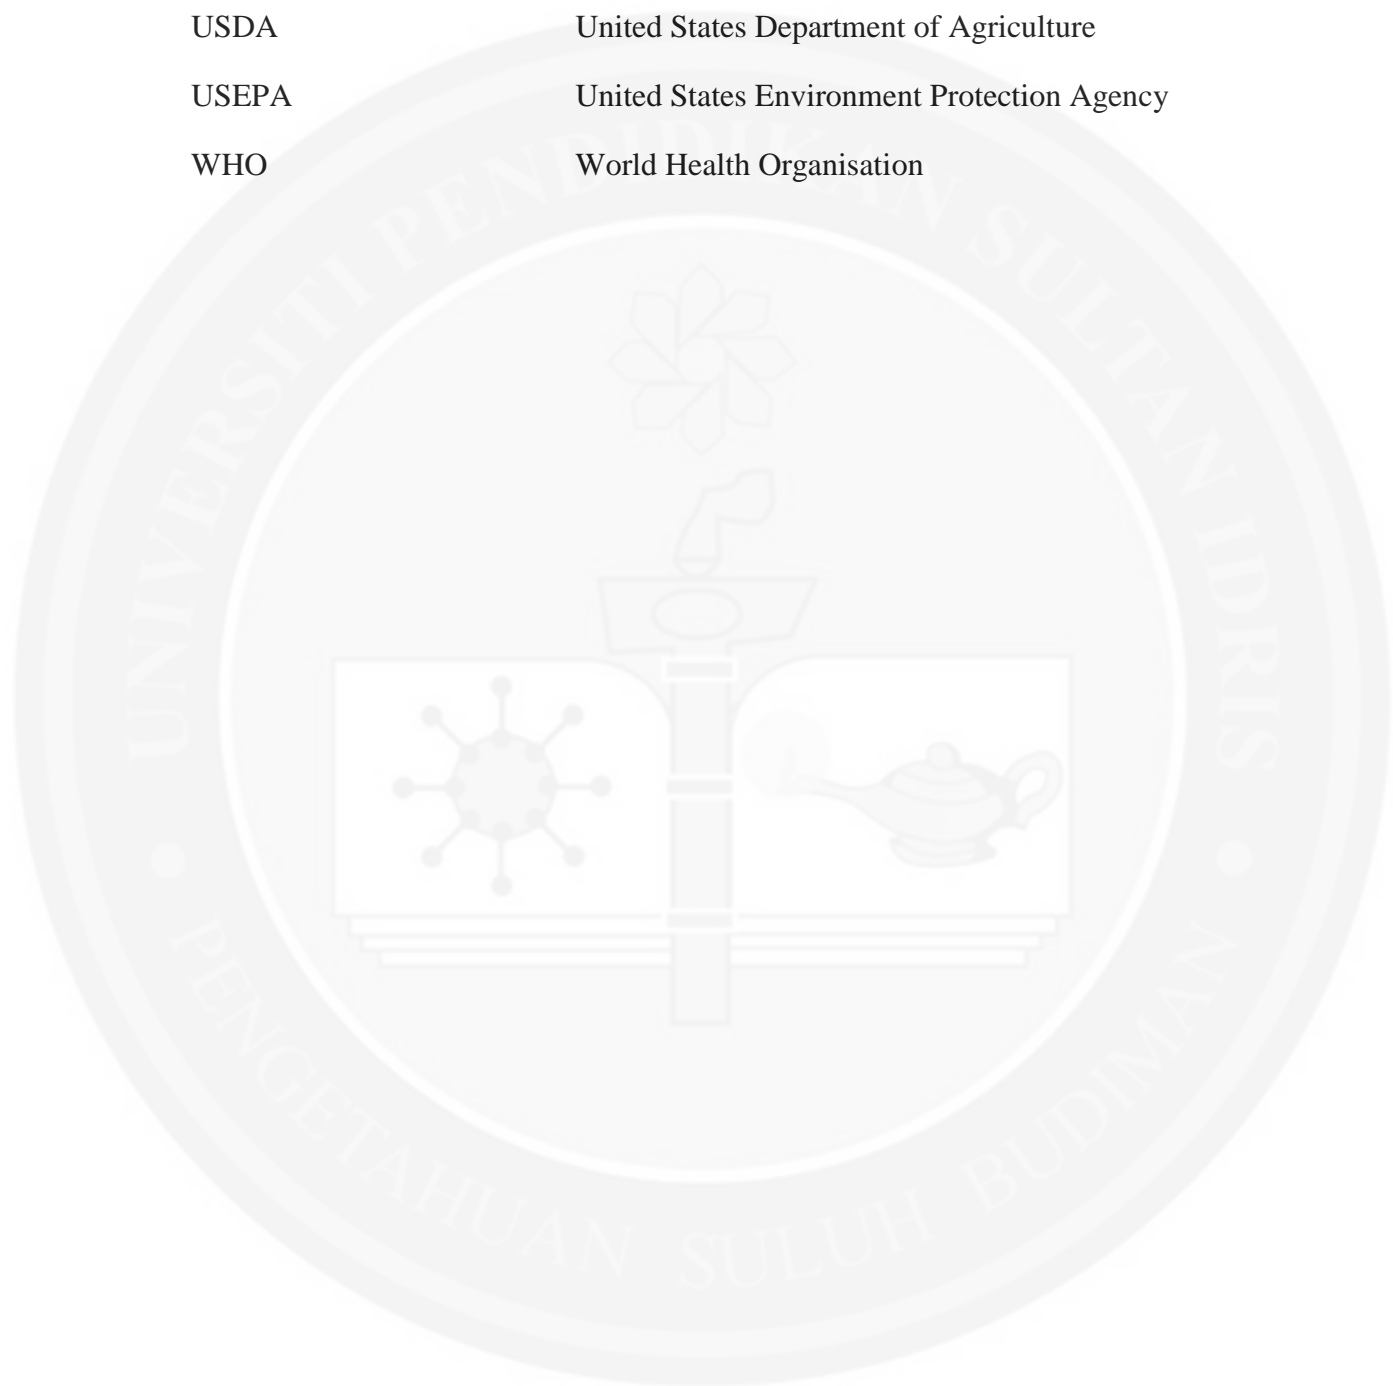 USDA United States Department of Agriculture
USEPA United States Environment Protection Agency
WHO World Health Organisation
UNIVERSITI PENDIDIKAN SULTAN IDRIS
PENGETAHUAN SULUH BUDIMAN